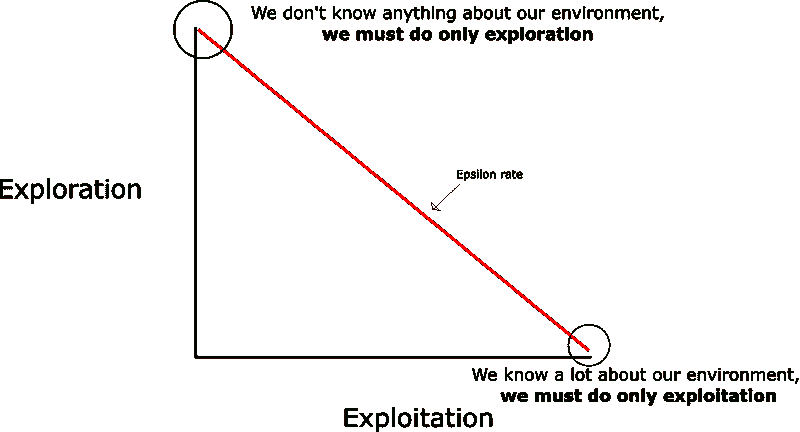 We don't know anything about our environment,
we must do only exploration
Epsilon rate
Exploration
We know a lot about our environment,
we must do only exploitation
Exploitation